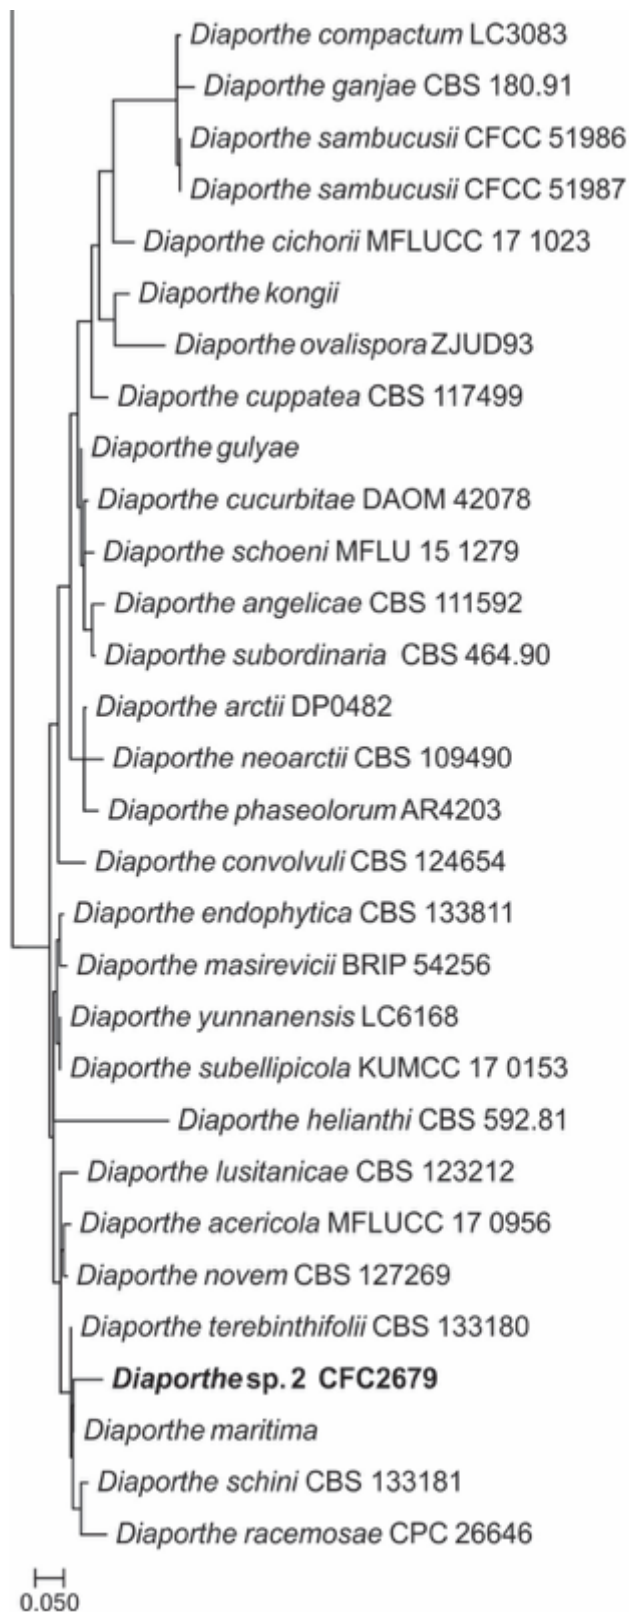 Diaporthe compactum LC3083
Diaporthe ganjae CBS 180.91
Diaporthe sambucusii CFCC 51986
Diaporthe sambucusii CFCC 51987
Diaporthe cichorii MFLUCC 17 1023
Diaporthe kongii
Diaporthe ovalispora ZJUD93
Diaporthe cuppatea CBS 117499
Diaporthe gulyae
Diaporthe cucurbitae DAOM 42078
Diaporthe schoeni MFLU 15 1279
Diaporthe angelicae CBS 111592
Diaporthe subordinaria CBS 464.90
Diaporthe arctii DP0482
Diaporthe neoarctii CBS 109490
Diaporthe phaseolorum AR4203
Diaporthe convolvuli CBS 124654
Diaporthe endophytica CBS 133811
Diaporthe masirevicii BRIP 54256
Diaporthe yunnanensis LC6168
Diaporthe subellipicola KUMCC 17 0153
Diaporthe helianthi CBS 592.81
Diaporthe lusitanicae CBS 123212
Diaporthe acericola MFLUCC 17 0956
Diaporthe novem CBS 127269
Diaporthe terebinthifolii CBS 133180
Diaporthe sp. 2 CFC2679
Diaporthe maritima
Diaporthe schini CBS 133181
Diaporthe racemosae CPC 26646
0.050